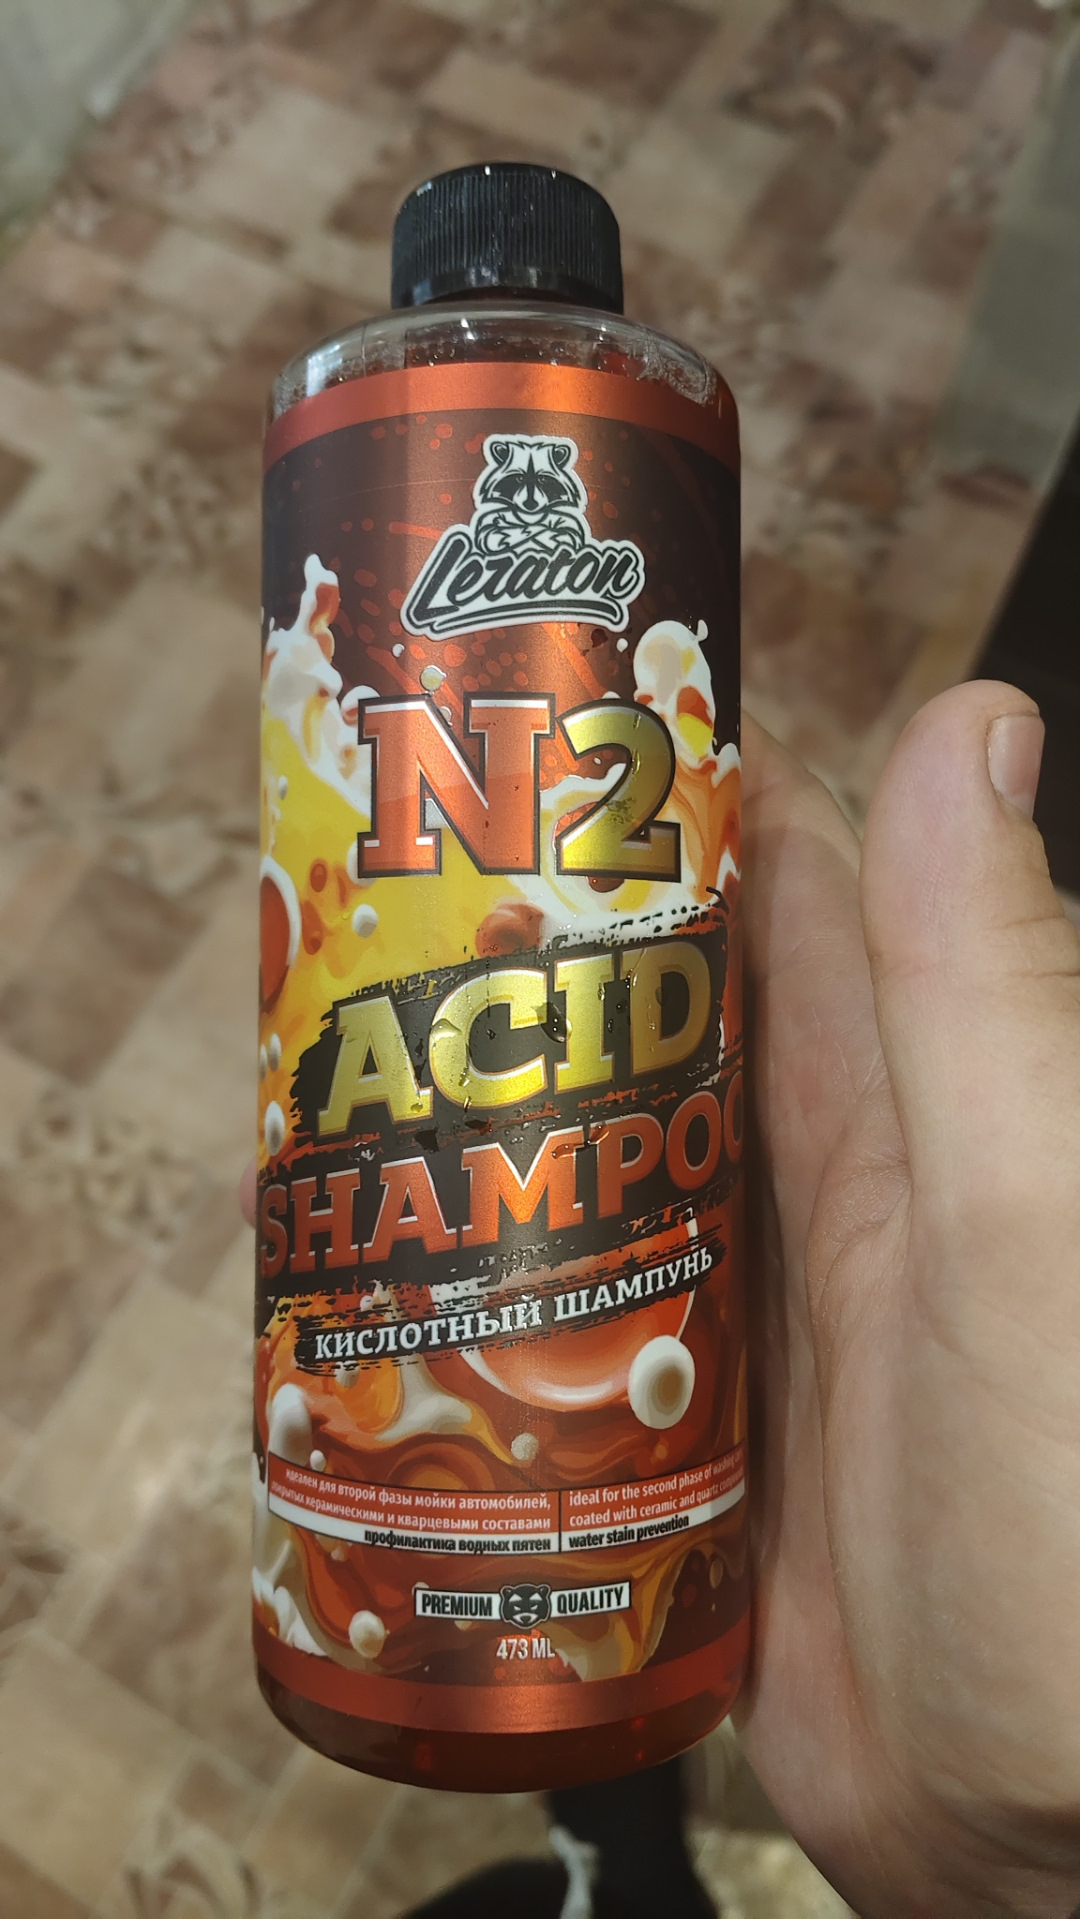 Leraton
N2
ACID
SHAMPOO
КИСЛОТНЫЙ ШАМПУНЬ
идеален для второй фазы мойки автомобилей,
покрытых керамическими и кварцевыми составами
профилактика водных пятен
ideal for the second phase of washing
coated with ceramic and quartz
water stain prevention
PREMIUM QUALITY
473 ML